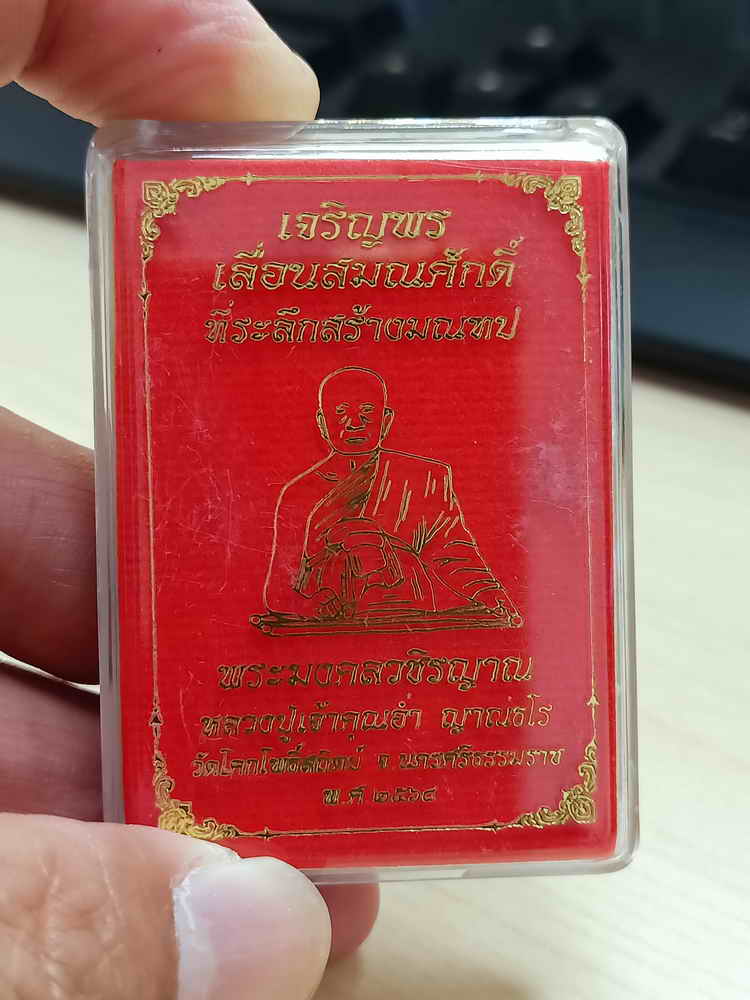 เจริญพร
เลื่อนสมณศักดิ์
ที่ระลึกสร้างมณฑป
พระมงคลวชิรญาณ
หลวงปู่เจ้าคุณอ่ำ ญาณธโร
วัดโคกโพธิ์สถิตย์ จ นครศรีธรรมราช
พ.ศ ๒๕๖๔